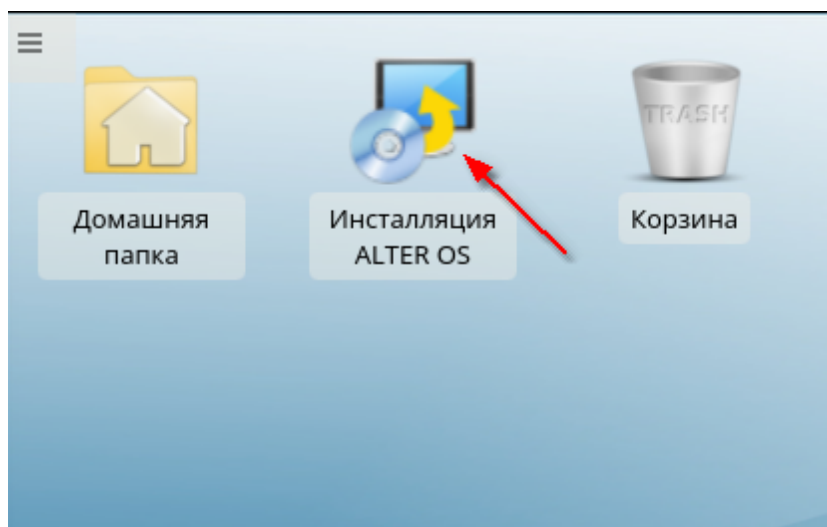 TRASH
Домашняя
папка
Инсталляция
ALTER OS
Корзина